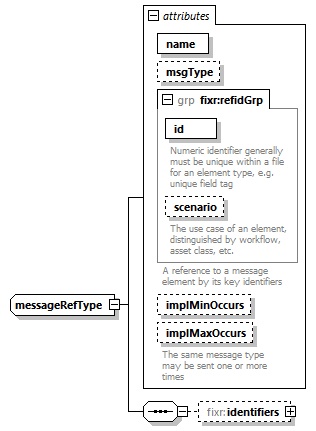 attributes
name
msgType
grp fixr:refidGrp
id
Numeric identifier generally
must be unique within a file
for an element type, e.g.
unique field tag
scenario
The use case of an element,
distinguished by workflow,
asset class, etc.
A reference to a message
element by its key identifiers
messageRefType
implMinOccurs
implMaxOccurs
The same message type
may be sent one or more
times
fixr:identifiers